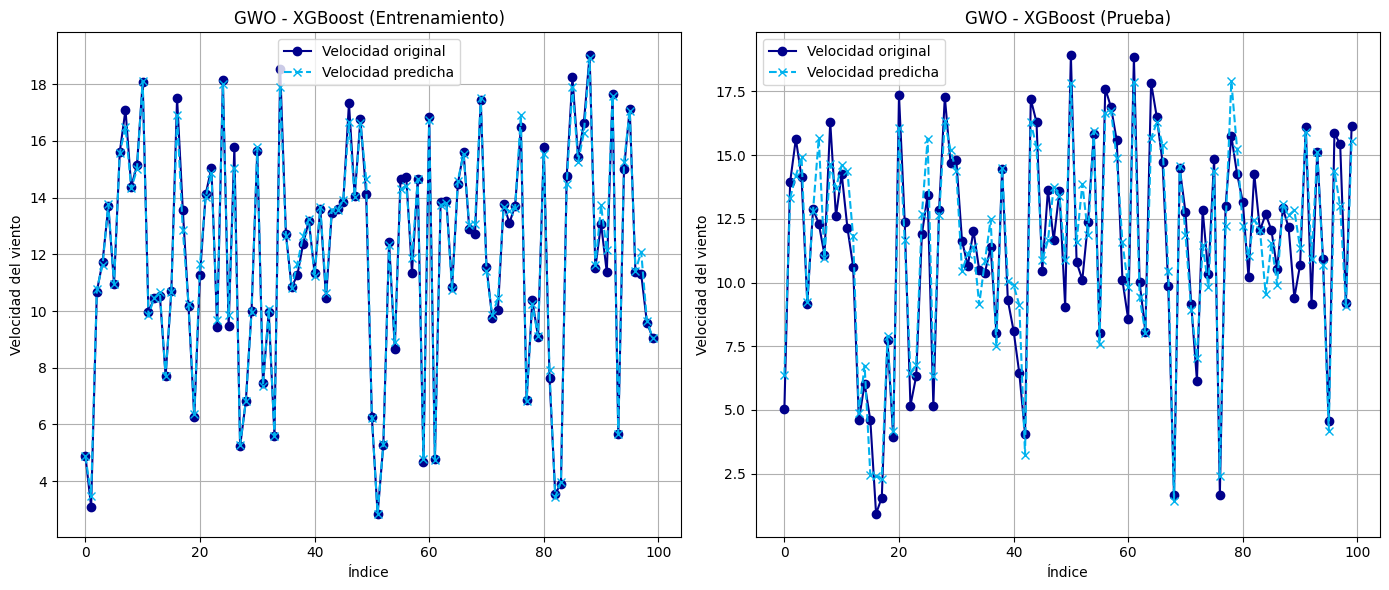 GWO - XGBoost (Entrenamiento)
Velocidad original
Velocidad predicha
Velocidad del viento
18
16
14
12
10
8
6
4
0
20
40
60
80
100
Índice
GWO - XGBoost (Prueba)
Velocidad original
Velocidad predicha
Velocidad del viento
17.5
15.0
12.5
10.0
7.5
5.0
2.5
0
20
40
60
80
100
Índice